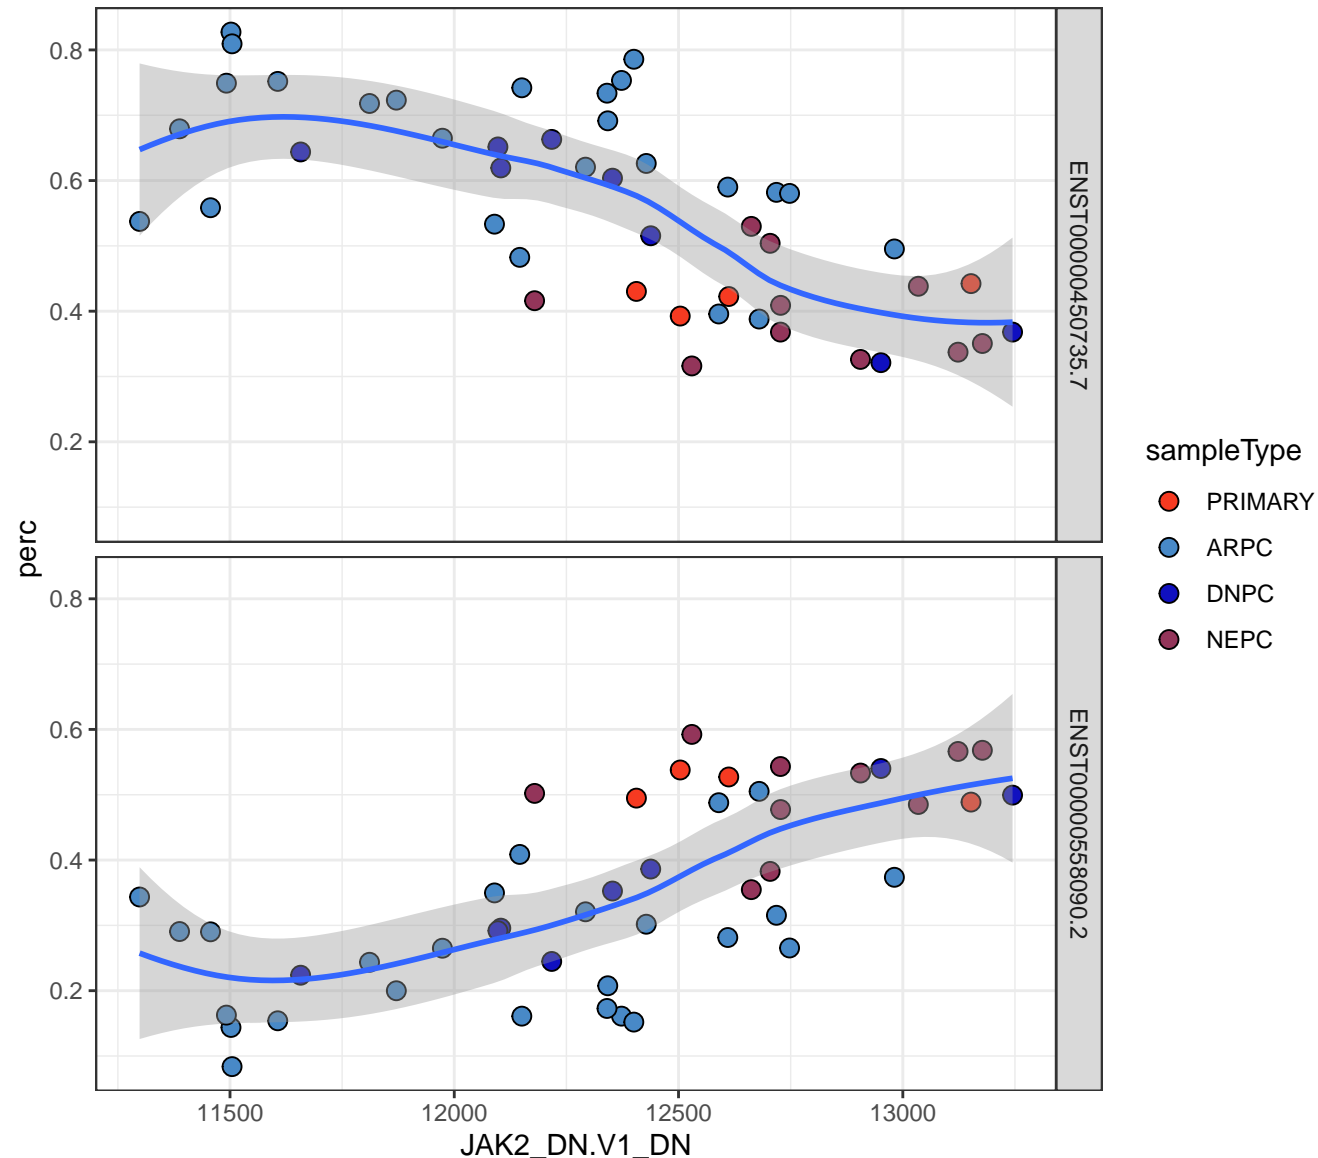 0.8
0.6
0.4
0.2
ENST00000450735.7
perc
0.8
0.6
0.4
0.2
ENST00000558090.2
11500 12000 12500 13000
JAK2_DN.V1_DN
sampleType
PRIMARY
ARPC
DNPC
NEPC